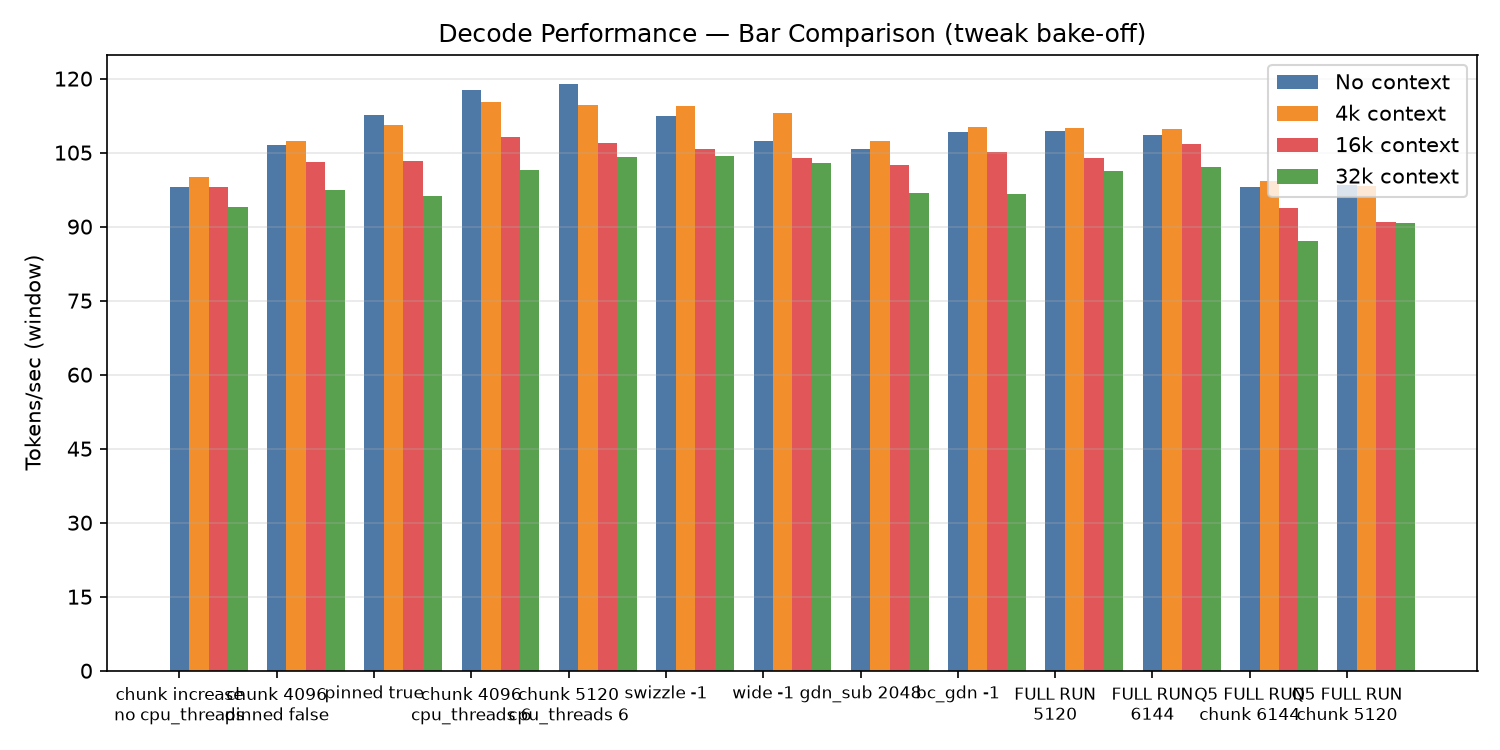 Decode Performance — Bar Comparison (tweak bake-off)
No context
4k context
16k context
32k context
Tokens/sec (window)
120
105
90
75
60
45
30
15
0
chunk increase
no cpu_threads
chunk 4096
pinned false
pinned true
chunk 4096
cpu_threads 6
chunk 5120
cpu_threads 6
swizzle -1
wide -1
gdn_sub 2048
bc_gdn -1
FULL RUN
5120
FULL RUN
6144
Q5 FULL RUN
chunk 6144
Q5 FULL RUN
chunk 5120